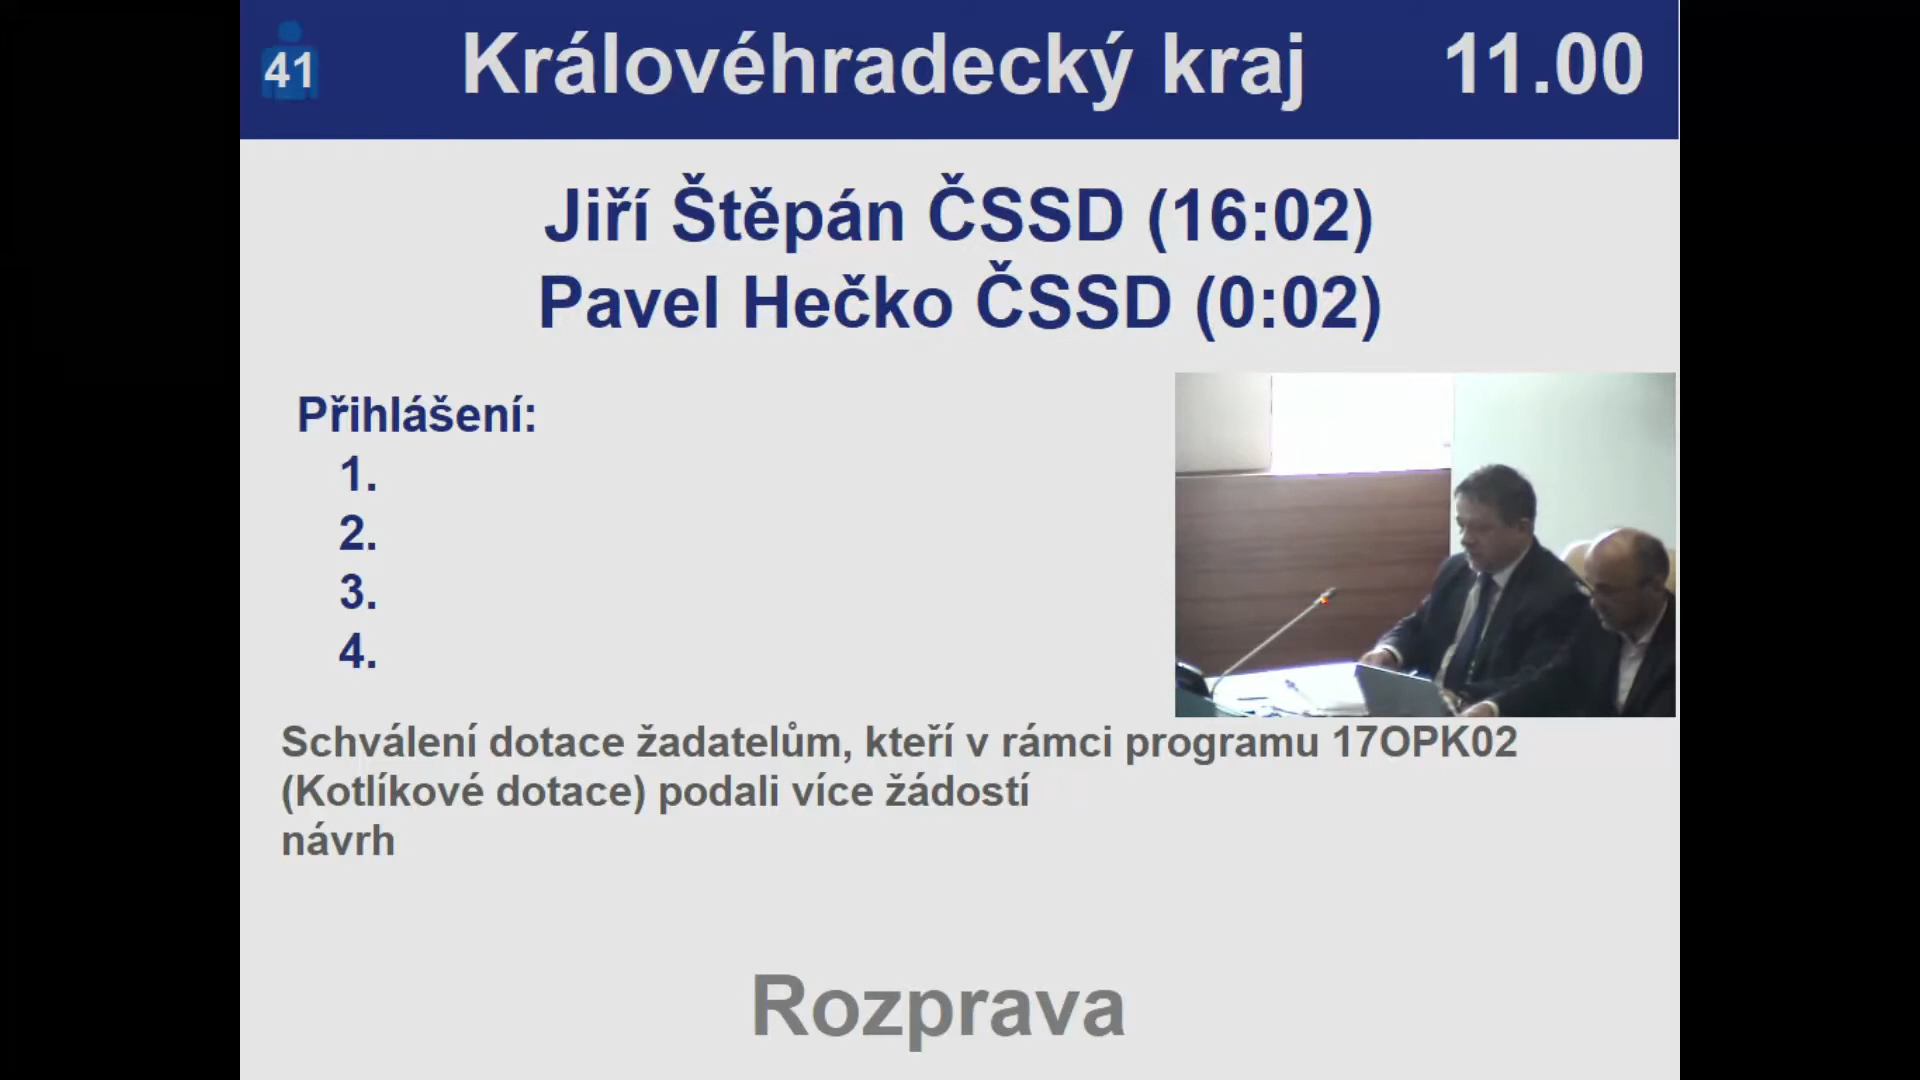 41 Královéhradecký kraj 11.00
Jiří Štěpán ČSSD (16:02)
Pavel Hečko ČSSD (0:02)
Přihlášení:
1.
2.
3.
4.
Schválení dotace žadatelům, kteří v rámci programu 17OPK02
(Kotlíkové dotace) podali více žádostí
návrh
Rozprava